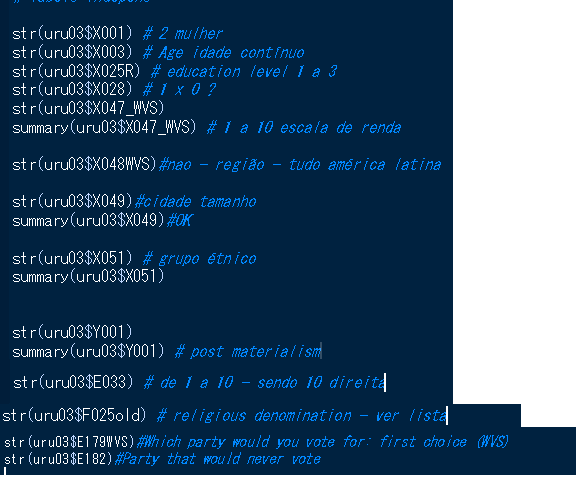 str(uru03$X001) # 2 mulher
str(uru03$X003) # Age idade contínuo
str(uru03$X025R) # education level 1 a 3
str(uru03$X028) # 1 x 0 ?
str(uru03$X047_WVS)
summary(uru03$X047_WVS) # 1 a 10 escala de renda
str(uru03$X048WVS)#nao - região - tudo américa latina
str(uru03$X049)#cidade tamanho
summary(uru03$X049)#OK
str(uru03$X051) # grupo étnico
summary(uru03$X051)
str(uru03$Y001)
summary(uru03$Y001) # post materialism
str(uru03$E033) # de 1 a 10 - sendo 10 direita
str(uru03$F025old) # religious denomination - ver lista
str(uru03$E179WVS)#Which party would you vote for: first choice (WVS)
str(uru03$E182)#Party that would never vote